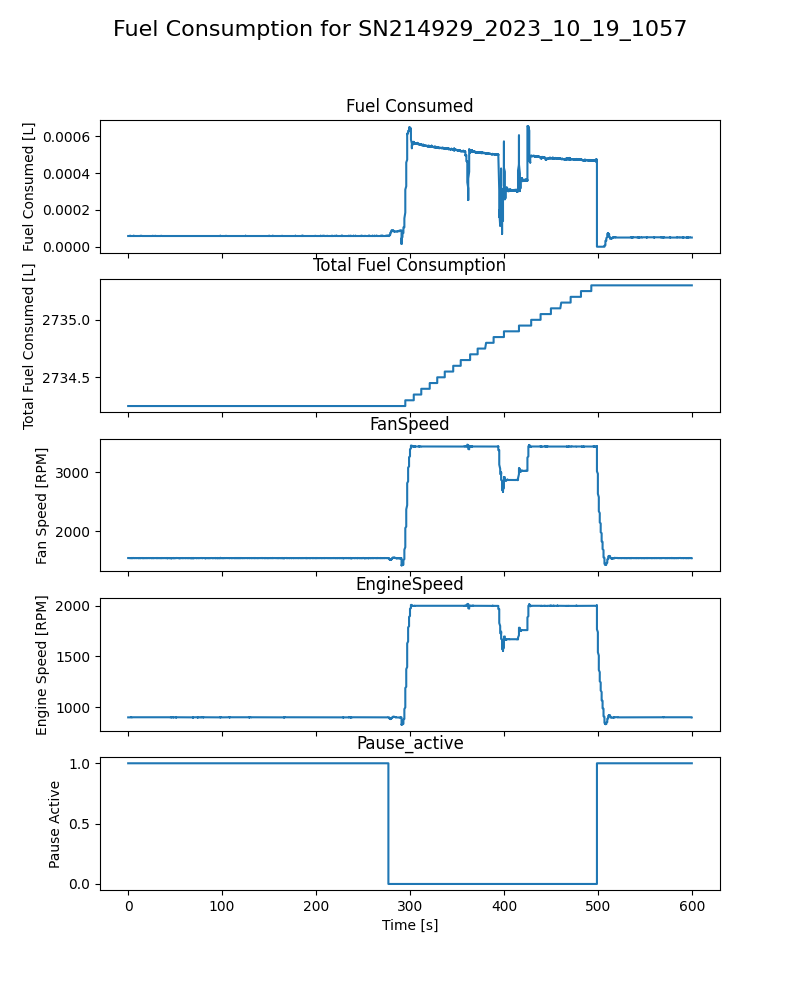 Fuel Consumption for SN214929_2023_10_19_1057
Fuel Consumed
Fuel Consumed [L]
0.0006
0.0004
0.0002
0.0000
Total Fuel Consumption
Total Fuel Consumed [L]
2735.0
2734.5
FanSpeed
Fan Speed [RPM]
3000
2000
EngineSpeed
Engine Speed [RPM]
2000
1500
1000
Pause_active
Pause Active
1.0
0.5
0.0
0 100 200 300 400 500 600
Time [s]